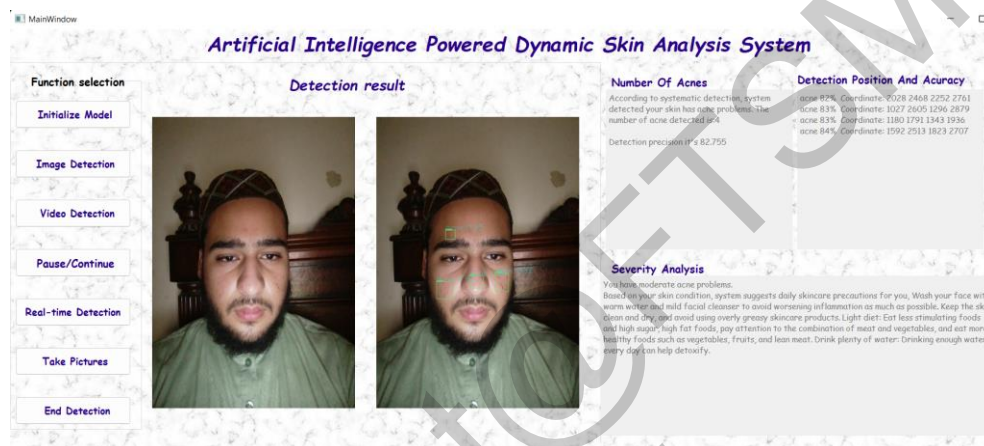 MainWindow
Artificial Intelligence Powered Dynamic Skin Analysis System
Function selection
Initialize Model
Image Detection
Video Detection
Pause/Continue
Real-time Detection
Take Pictures
End Detection
Detection result
Number Of Acnes
According to systematic detection, system
detected your skin has acne problems. The
number of acne detected is:4
Detection precision it's 82.755
Detection Position And Acuracy
acne 82% Coordinate: 2028 2468 2252 2761
acne 83% Coordinate: 1027 2605 1296 2879
acne 83% Coordinate: 1180 1791 1343 1936
acne 84% Coordinate: 1592 2513 1823 2707
Severity Analysis
You have moderate acne problems.
Based on your skin condition, system suggests daily skincare precautions for you, Wash your face wit
warm water and mild facial cleanser to avoid worsening inflammation as much as possible. Keep the sk
clean and dry, and avoid using overly greasy skincare products. Light diet: Eat less stimulating foods
and high sugar, high fat foods, pay attention to the combination of meat and vegetables, and eat mor
healthy foods such as vegetables, fruits, and lean meat. Drink plenty of water: Drinking enough water
every day can help detoxify.
@FTSM